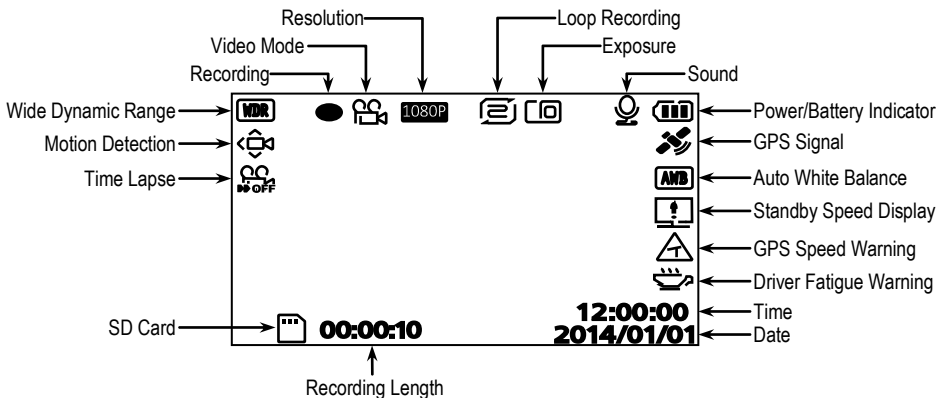 Resolution
Loop Recording
Video Mode
Exposure
Recording
Sound
Wide Dynamic Range
WDR
1080P
Power/Battery Indicator
Motion Detection
GPS Signal
Time Lapse
OFF
AWB
Auto White Balance
Standby Speed Display
GPS Speed Warning
Driver Fatigue Warning
12:00:00
Time
SD Card
00:00:10
2014/01/01
Date
Recording Length